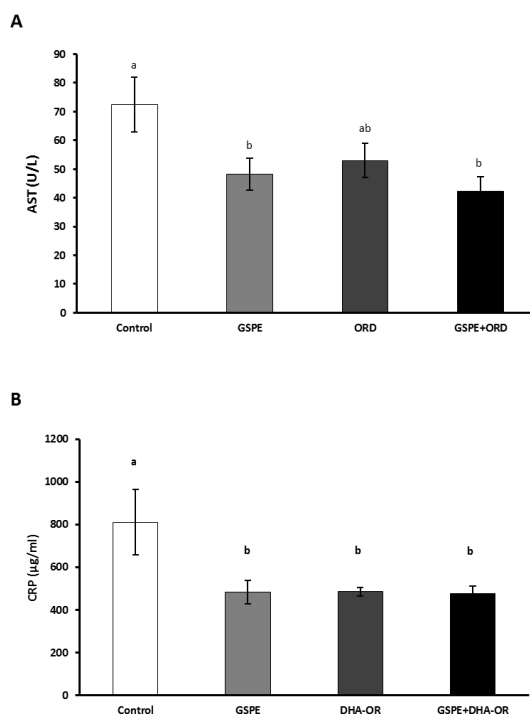 A
AST (U/L)
90
80
70
60
50
40
30
20
10
0
a
b
ab
b
Control GSPE ORD GSPE+ORD
B
CRP (µg/ml)
1200
1000
800
600
400
200
0
a
b
b
b
Control GSPE DHA-OR GSPE+DHA-OR